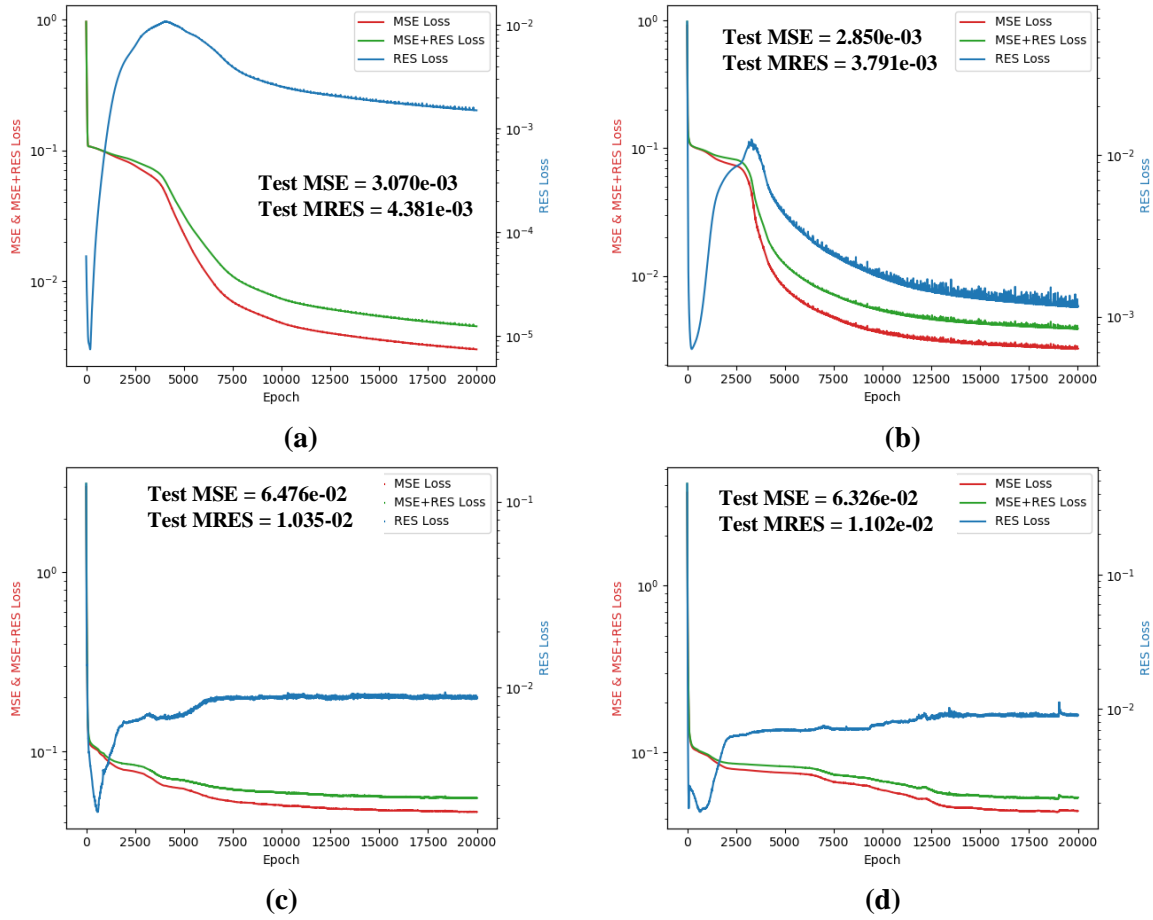 10⁰
10⁻¹
10⁻²
MSE & MSE+RES Loss
MSE Loss
MSE+RES Loss
RES Loss
Test MSE = 3.070e-03
Test MRES = 4.381e-03
10⁻²
10⁻³
10⁻⁴
10⁻⁵
RES Loss
0 2500 5000 7500 10000 12500 15000 17500 20000
Epoch
(a)
10⁰
10⁻¹
10⁻²
MSE & MSE+RES Loss
Test MSE = 2.850e-03
Test MRES = 3.791e-03
MSE Loss
MSE+RES Loss
RES Loss
10⁻²
10⁻³
RES Loss
0 2500 5000 7500 10000 12500 15000 17500 20000
Epoch
(b)
10⁰
10⁻¹
MSE & MSE+RES Loss
Test MSE = 6.476e-02
Test MRES = 1.035-02
MSE Loss
MSE+RES Loss
RES Loss
10⁻¹
10⁻²
RES Loss
0 2500 5000 7500 10000 12500 15000 17500 20000
Epoch
(c)
10⁰
10⁻¹
MSE & MSE+RES Loss
Test MSE = 6.326e-02
Test MRES = 1.102e-02
MSE Loss
MSE+RES Loss
RES Loss
10⁻¹
10⁻²
RES Loss
0 2500 5000 7500 10000 12500 15000 17500 20000
Epoch
(d)